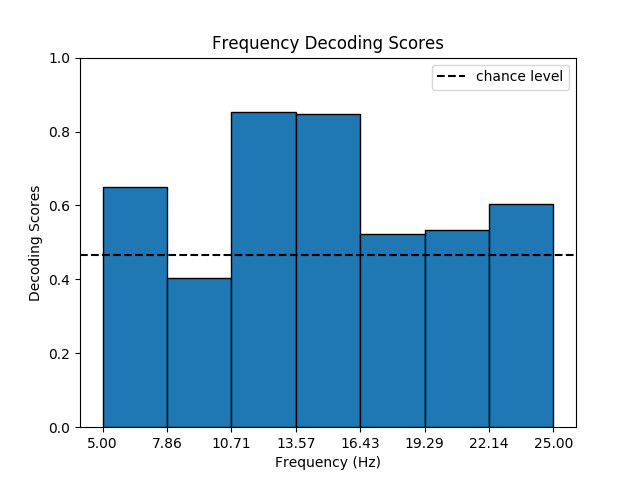 Frequency Decoding Scores
chance level
1.0
0.8
0.6
0.4
0.2
0.0
Decoding Scores
5.00 7.86 10.71 13.57 16.43 19.29 22.14 25.00
Frequency (Hz)